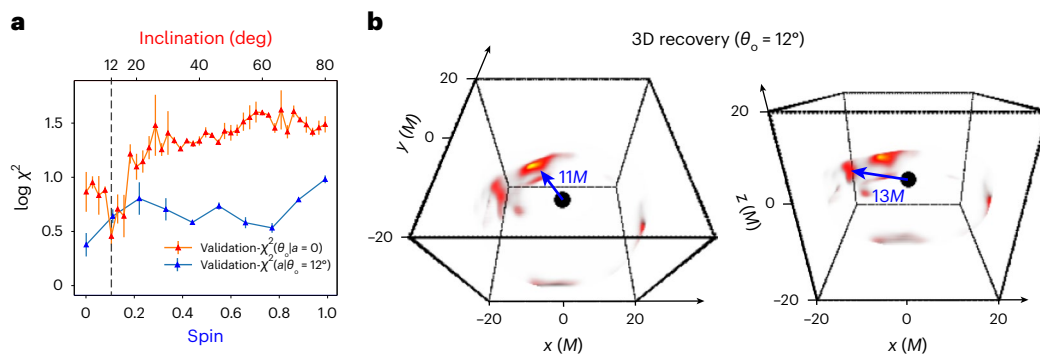 a
Inclination (deg)
12 20 40 60 80
log χ²
1.5
1.0
0.5
0
Validation-χ²(θₒ|a = 0)
Validation-χ²(a|θₒ = 12°)
0 0.2 0.4 0.6 0.8 1.0
Spin
b
3D recovery (θₒ = 12°)
20
y (M)
0
11M
−20
−20 0 20
x (M)
20
z (M)
0
13M
−20
−20 0 20
x (M)